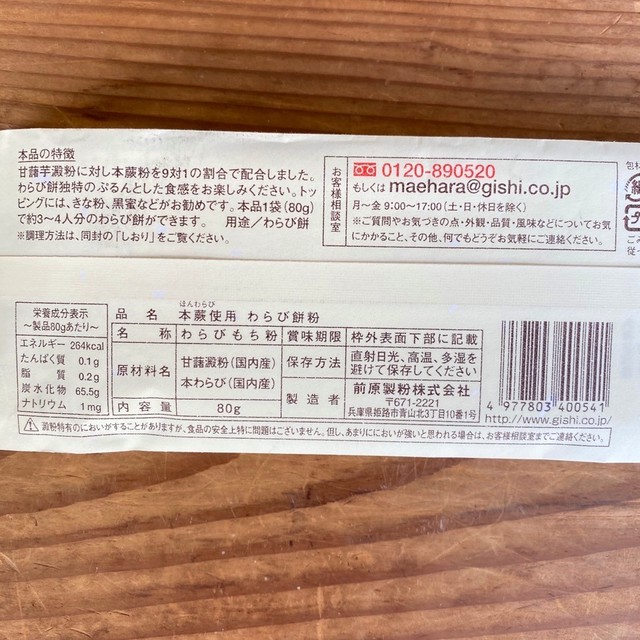 本品の特徴
甘藷芋澱粉に対し本蕨粉を9対1の割合で配合しました。
わらび餅独特のぷるんとした食感をお楽しみください。トッ
ピングには、きな粉、黒蜜などがお勧めです。本品1袋(80g)
で約3〜4人分のわらび餅ができます。 用途/わらび餅
※調理方法は、同封の「しおり」をご覧ください。
お客様相談室
0120-890520
もしくは maehara@gishi.co.jp
月〜金 9:00〜17:00(土・日・休日を除く)
※ご質問やお気づきの点・外観・品質・風味などについてお気
にかかること、その他、何でもどうぞお気軽にご連絡ください。
包材
ごみ
従っ
栄養成分表示
〜製品80gあたり〜
エネルギー 264kcal
たんぱく質 0.1g
脂質 0.2g
炭水化物 65.5g
ナトリウム 1mg
ほんわらび
品名 本蕨使用 わらび餅粉
名称 わらびもち粉
原材料名 甘藷澱粉(国内産)
本わらび(国内産)
内容量 80g
賞味期限 枠外表面下部に記載
保存方法 直射日光、高温、多湿を
避けて保存してください
製造者 前原製粉株式会社
〒671-2221
兵庫県姫路市青山北3丁目10番1号
4 977803 400541
http://www.gishi.co.jp/
澱粉特有のにおいがすることがありますが、食品の安全上特に問題はございません。但し、あまりににおいが強いと思われる場合は、お客様相談室までご連絡ください。